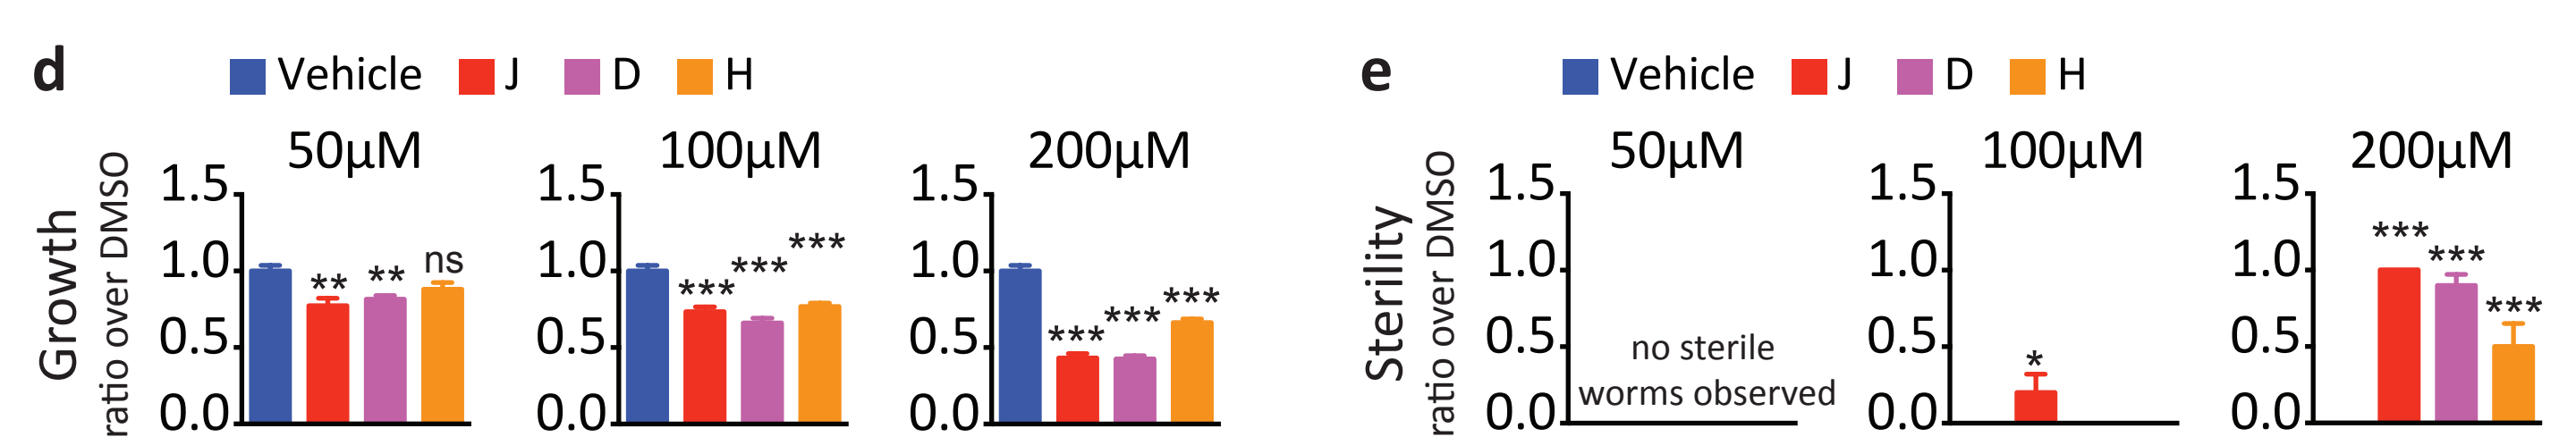 d
Vehicle J D H
Growth
ratio over DMSO
50µM
1.5
1.0
0.5
0.0
** ** ns
100µM
1.5
1.0
0.5
0.0
*** *** ***
200µM
1.5
1.0
0.5
0.0
*** *** ***
e
Vehicle J D H
Sterility
ratio over DMSO
50µM
1.5
1.0
0.5
0.0
no sterile
worms observed
100µM
1.5
1.0
0.5
0.0
*
200µM
1.5
1.0
0.5
0.0
*** *** ***